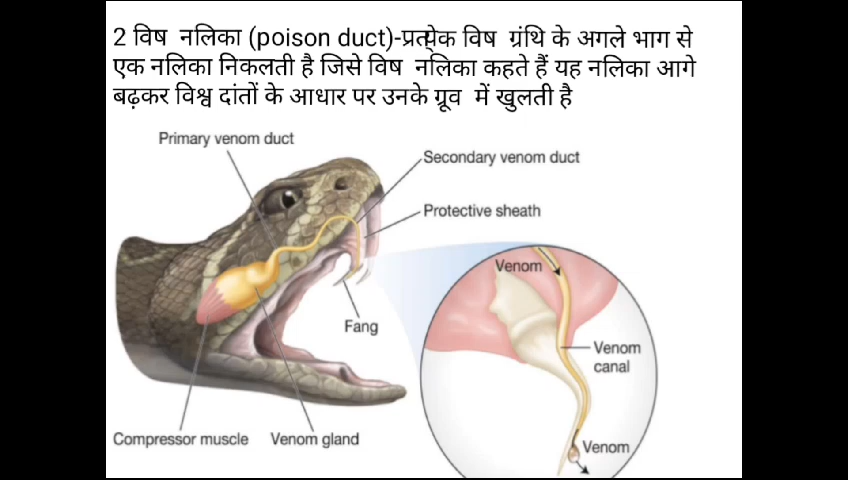 2 विष नलिका (poison duct)-प्रत्येक विष ग्रंथि के अगले भाग से
एक नलिका निकलती है जिसे विष नलिका कहते हैं यह नलिका आगे
बढ़कर विश्व दांतों के आधार पर उनके ग्रूव में खुलती है
Primary venom duct
Secondary venom duct
Protective sheath
Venom
Fang
Venom
canal
Compressor muscle
Venom gland
Venom